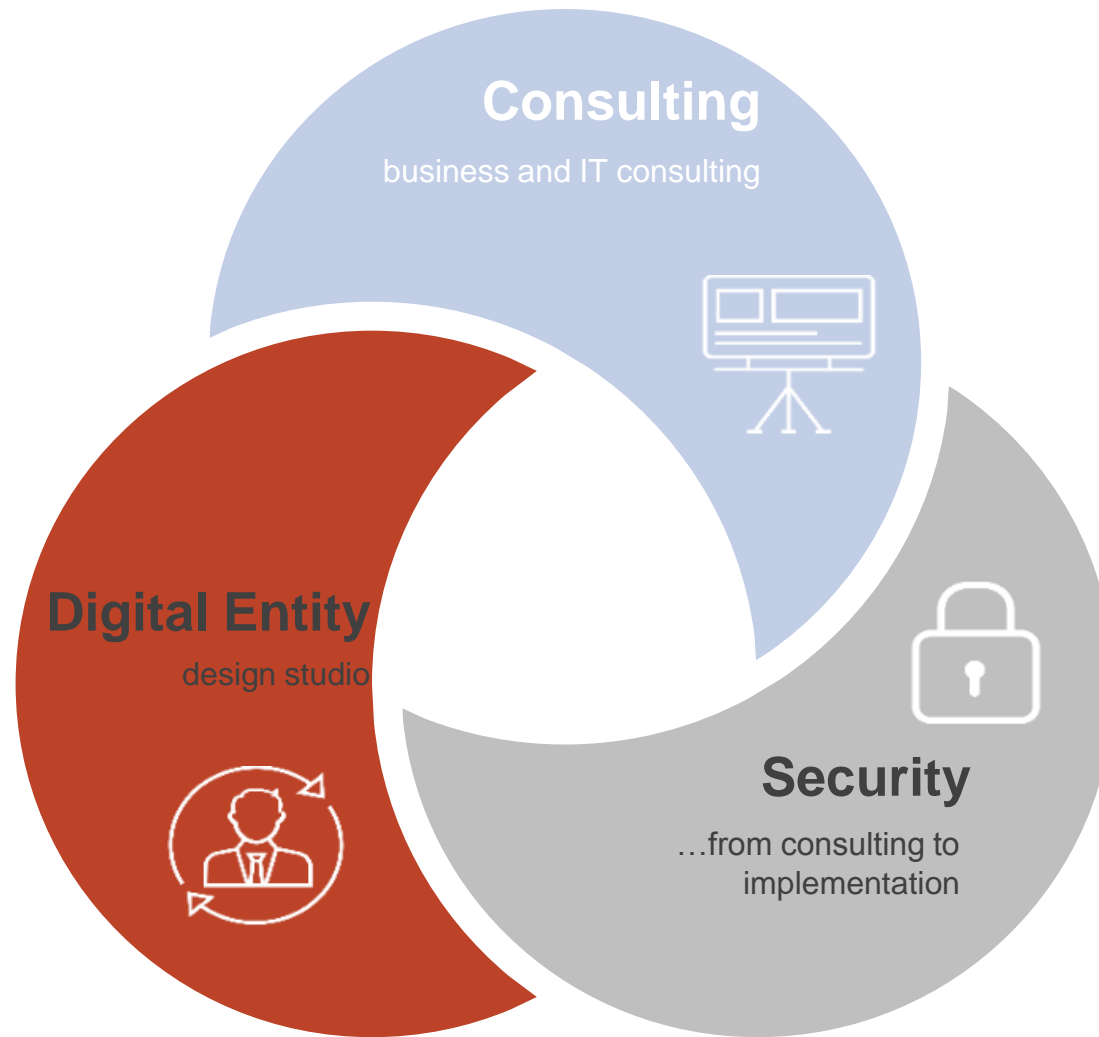 Consulting
business and IT consulting
Digital Entity
design studio
Security
…from consulting to
implementation